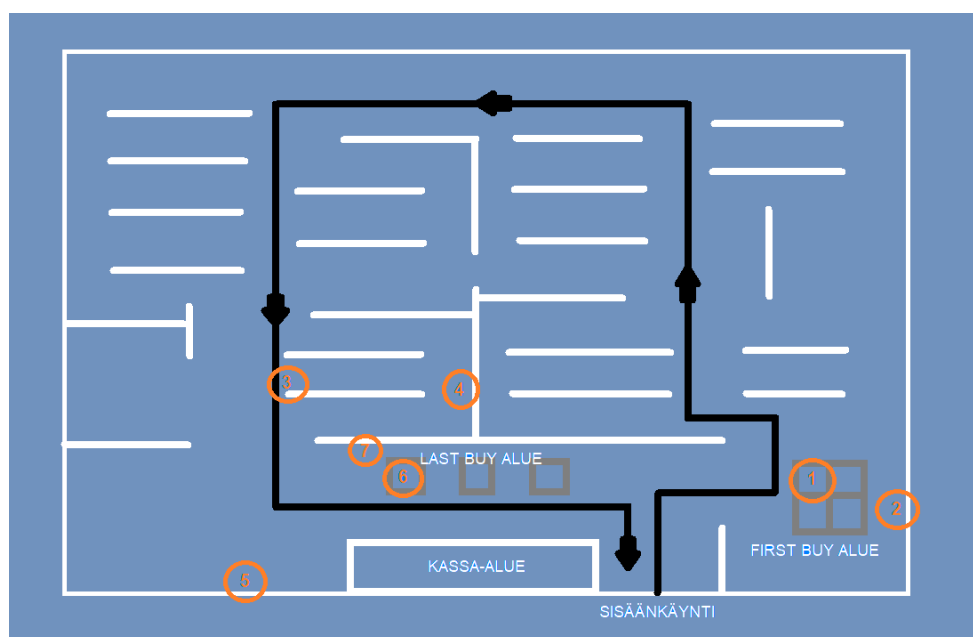 3
4
7
LAST BUY ALUE
6
1
2
FIRST BUY ALUE
KASSA-ALUE
5
SISÄÄNKÄYNTI